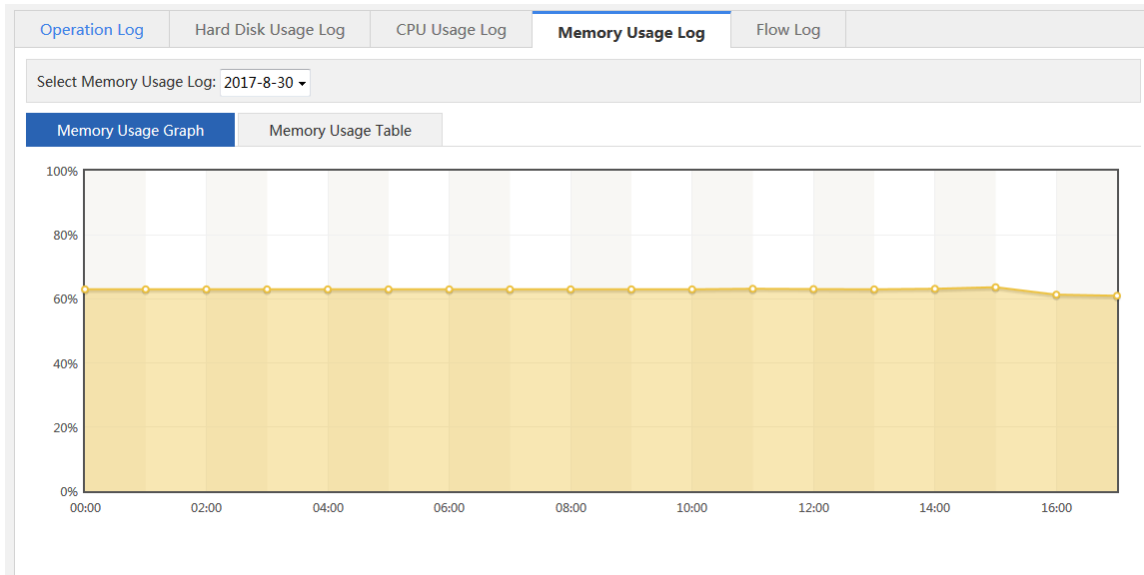 Operation Log Hard Disk Usage Log CPU Usage Log Memory Usage Log Flow Log
Select Memory Usage Log: 2017-8-30
Memory Usage Graph Memory Usage Table
100%
80%
60%
40%
20%
0%
00:00 02:00 04:00 06:00 08:00 10:00 12:00 14:00 16:00